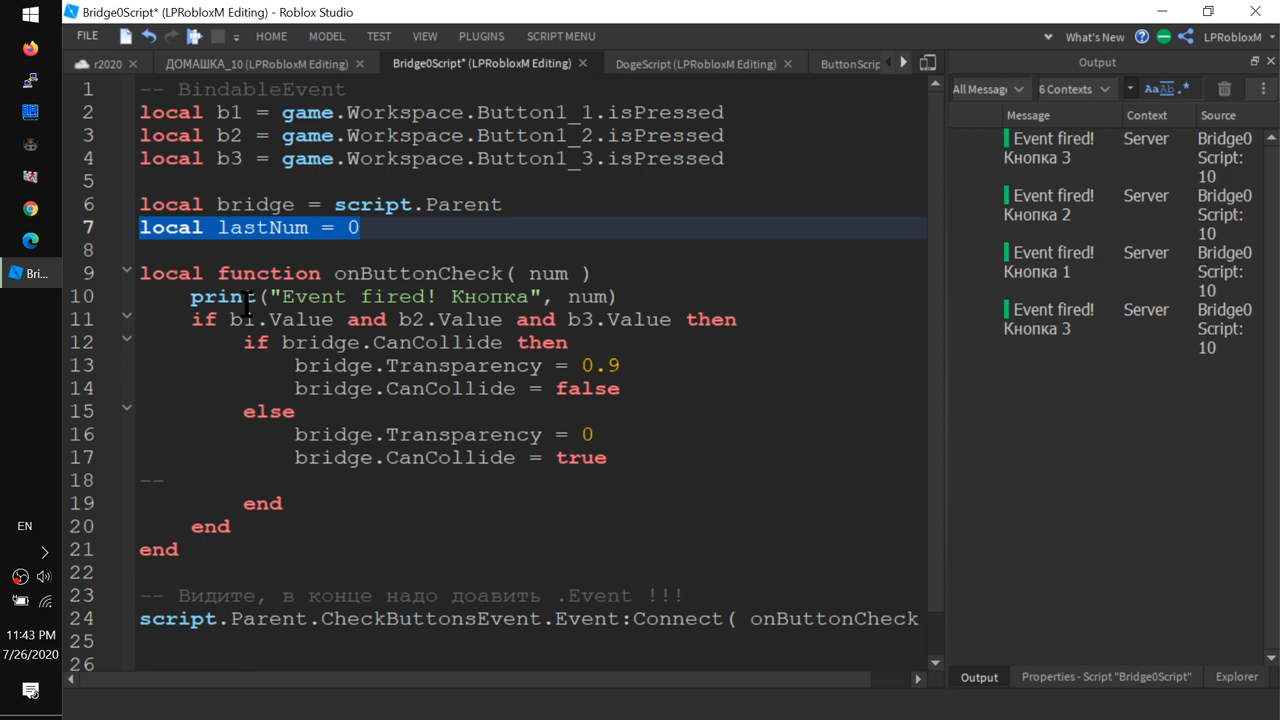 Bridge0Script* (LPRobloxM Editing) - Roblox Studio
FILE HOME MODEL TEST VIEW PLUGINS SCRIPT MENU What's New LPRobloxM
r2020 ДОМАШКА_10 (LPRobloxM Editing) Bridge0Script* (LPRobloxM Editing) DogeScript (LPRobloxM Editing) ButtonScrip
Output
All Messag 6 Contexts AaAb.*
Message Context Source
1 -- BindableEvent
2 local b1 = game.Workspace.Button1_1.isPressed
3 local b2 = game.Workspace.Button1_2.isPressed
4 local b3 = game.Workspace.Button1_3.isPressed
5
6 local bridge = script.Parent
7 local lastNum = 0
8
9 local function onButtonCheck( num )
10 print("Event fired! Кнопка", num)
11 if b1.Value and b2.Value and b3.Value then
12 if bridge.CanCollide then
13 bridge.Transparency = 0.9
14 bridge.CanCollide = false
15 else
16 bridge.Transparency = 0
17 bridge.CanCollide = true
18 --
19 end
20 end
21 end
22
23 -- Видите, в конце надо доавить .Event !!!
24 script.Parent.CheckButtonsEvent.Event:Connect( onButtonCheck
25
26
Event fired! Server Bridge0
Кнопка 3 Script:
10
Event fired! Server Bridge0
Кнопка 2 Script:
10
Event fired! Server Bridge0
Кнопка 1 Script:
10
Event fired! Server Bridge0
Кнопка 3 Script:
10
Output Properties - Script "Bridge0Script" Explorer
Bri...
EN
11:43 PM
7/26/2020